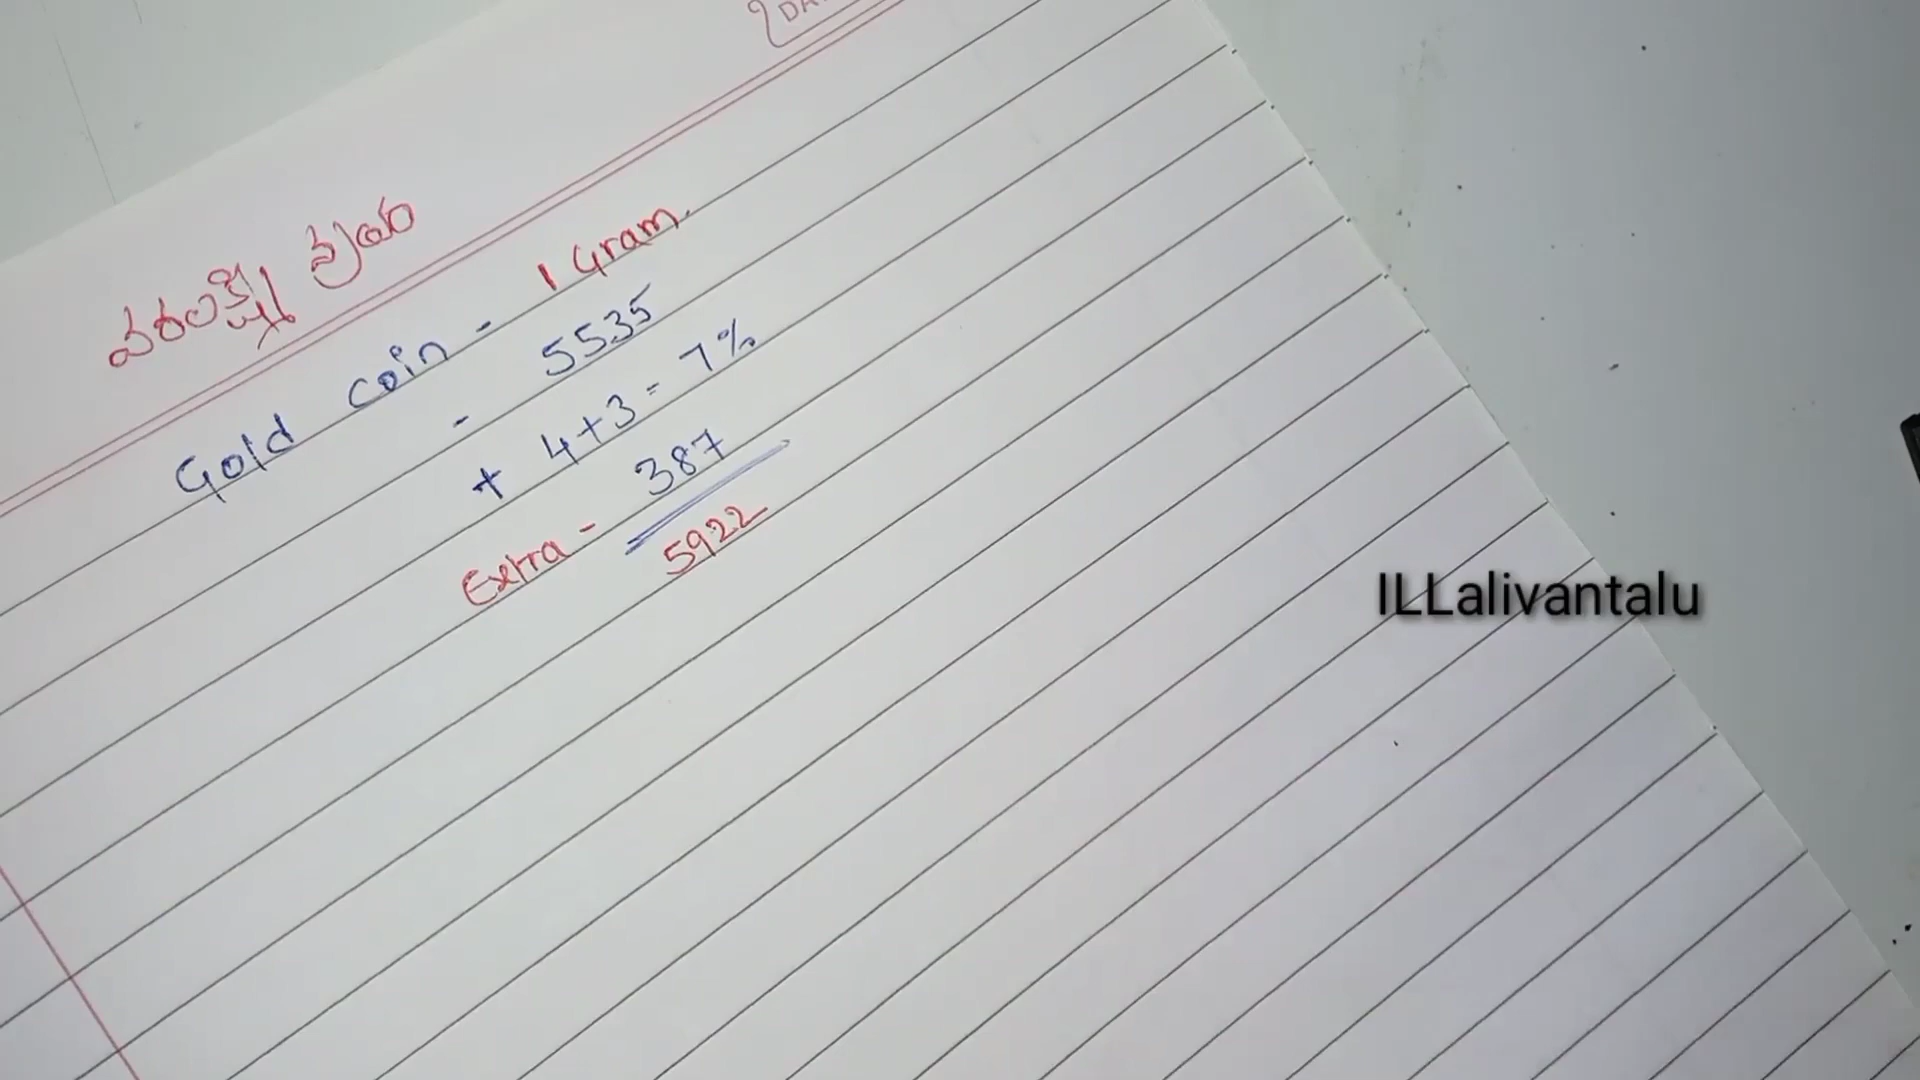 వరలక్ష్మి వ్రతం
Gold coin - 1 Gram.
- 5535
+ 4+3 = 7%
Extra - 387
5922
ILLalivantalu